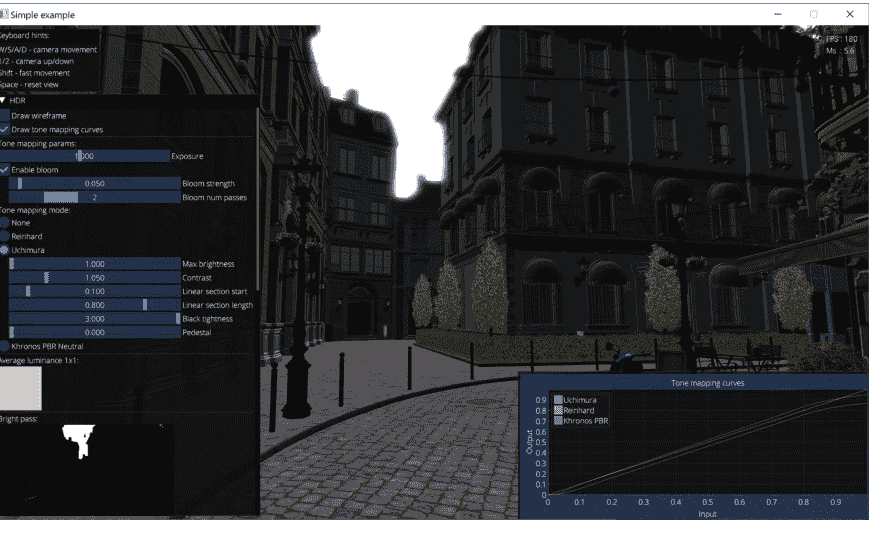 Simple example
Keyboard hints:
W/S/A/D - camera movement
1/2 - camera up/down
Shift - fast movement
Space - reset view
FPS : 180
Ms : 5.6
HDR
Draw wireframe
Draw tone mapping curves
Tone mapping params:
1.000 Exposure
Enable bloom
0.050 Bloom strength
2 Bloom num passes
Tone mapping mode:
None
Reinhard
Uchimura
1.000 Max brightness
1.050 Contrast
0.100 Linear section start
0.800 Linear section length
3.000 Black tightness
0.000 Pedestal
Khronos PBR Neutral
Average luminance 1x1:
Bright pass:
Tone mapping curves
Uchimura
Reinhard
Khronos PBR
Output
0.9
0.8
0.7
0.6
0.5
0.4
0.3
0.2
0.1
0
0 0.1 0.2 0.3 0.4 0.5 0.6 0.7 0.8 0.9
Input